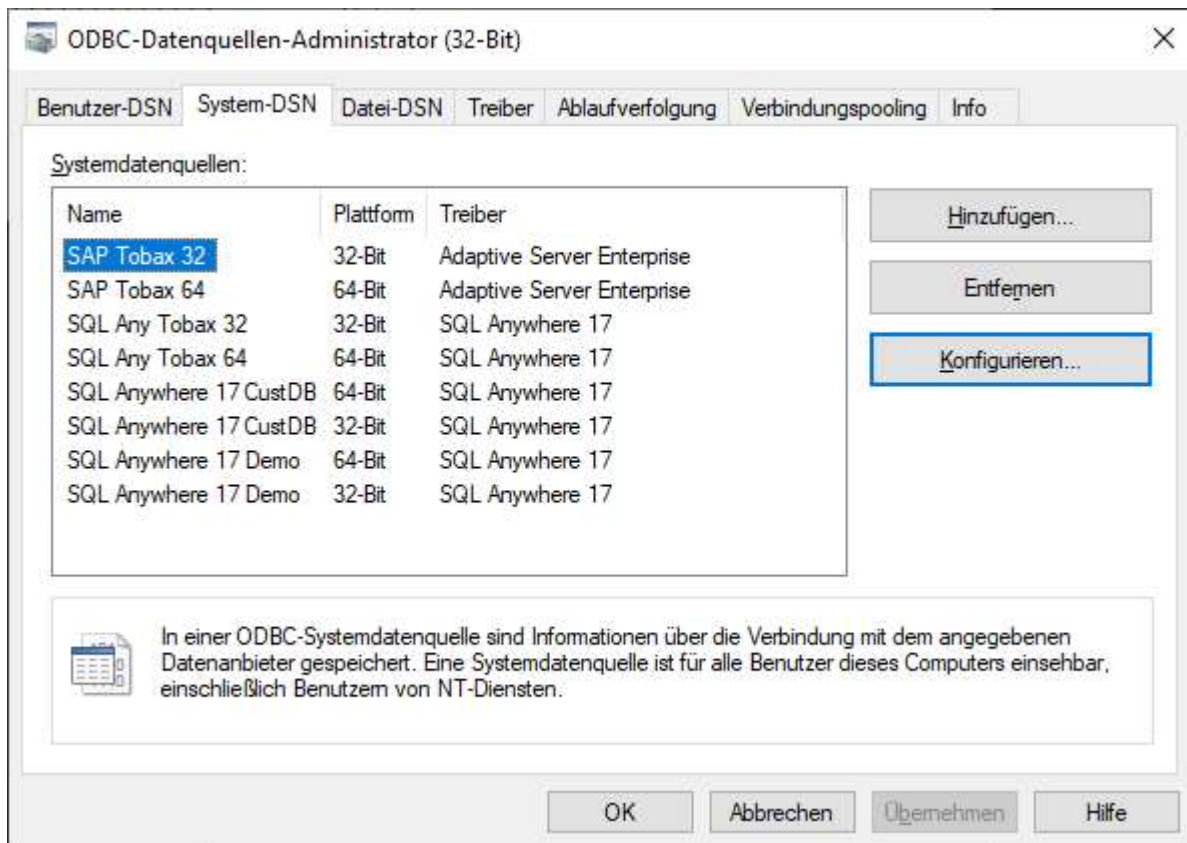 ODBC-Datenquellen-Administrator (32-Bit)
Benutzer-DSN System-DSN Datei-DSN Treiber Ablaufverfolgung Verbindungspooling Info
Systemdatenquellen:
Name Plattform Treiber
SAP Tobax 32 32-Bit Adaptive Server Enterprise
SAP Tobax 64 64-Bit Adaptive Server Enterprise
SQL Any Tobax 32 32-Bit SQL Anywhere 17
SQL Any Tobax 64 64-Bit SQL Anywhere 17
SQL Anywhere 17 CustDB 64-Bit SQL Anywhere 17
SQL Anywhere 17 CustDB 32-Bit SQL Anywhere 17
SQL Anywhere 17 Demo 64-Bit SQL Anywhere 17
SQL Anywhere 17 Demo 32-Bit SQL Anywhere 17
Hinzufügen...
Entfernen
Konfigurieren...
In einer ODBC-Systemdatenquelle sind Informationen über die Verbindung mit dem angegebenen
Datenanbieter gespeichert. Eine Systemdatenquelle ist für alle Benutzer dieses Computers einsehbar,
einschließlich Benutzern von NT-Diensten.
OK Abbrechen Übernehmen Hilfe